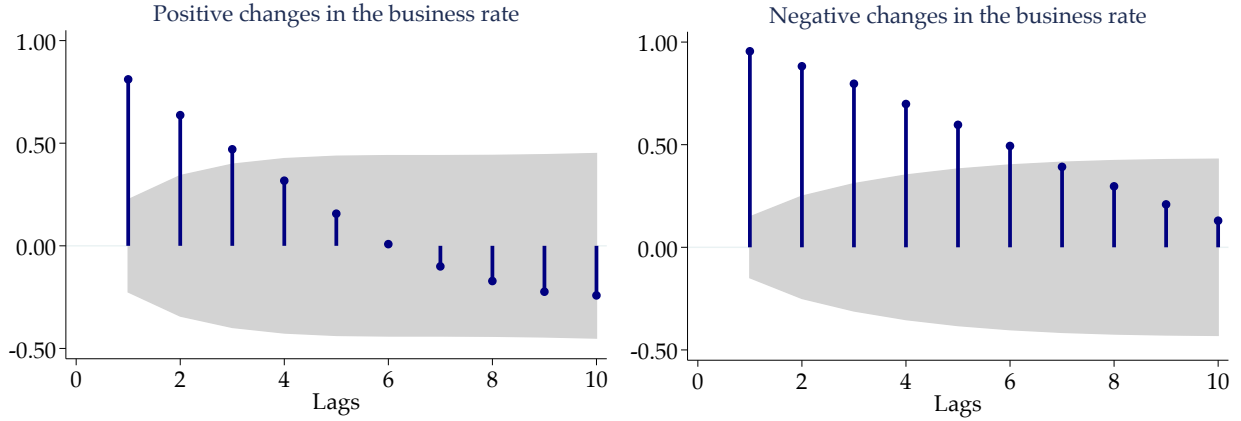 Positive changes in the business rate
1.00
0.50
0.00
-0.50
0 2 4 6 8 10
Lags
Negative changes in the business rate
1.00
0.50
0.00
-0.50
0 2 4 6 8 10
Lags